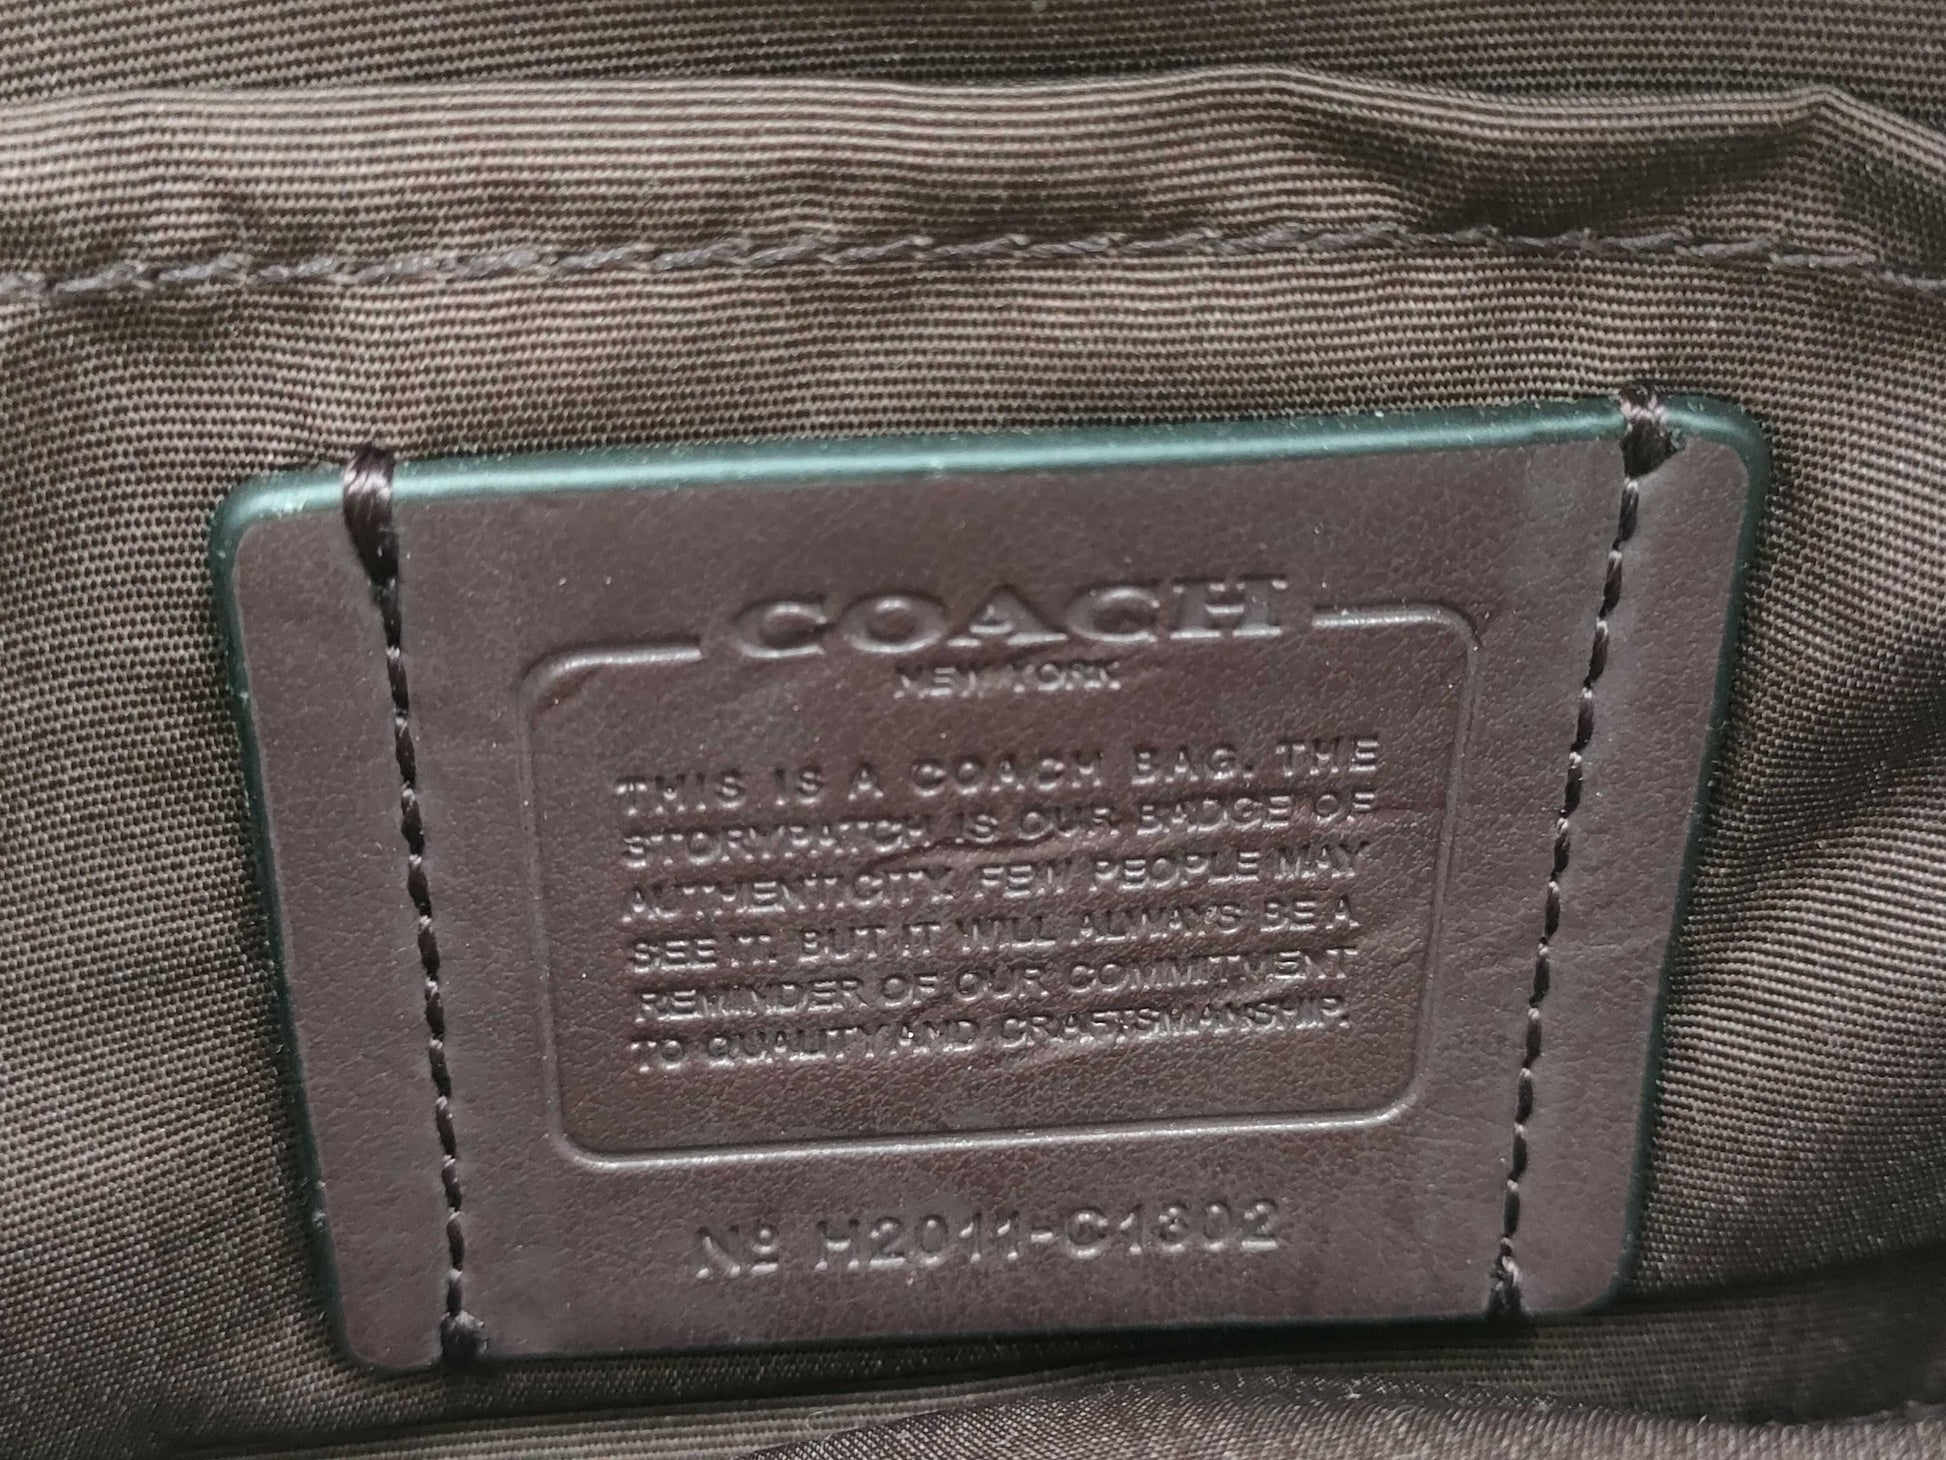 COACH
NEW YORK
THIS IS A COACH BAG. THE
STORYPATCH IS OUR BADGE OF
AUTHENTICITY. FEW PEOPLE MAY
SEE IT. BUT IT WILL ALWAYS BE A
REMINDER OF OUR COMMITMENT
TO QUALITY AND CRAFTSMANSHIP.
Nº H2011-C1302